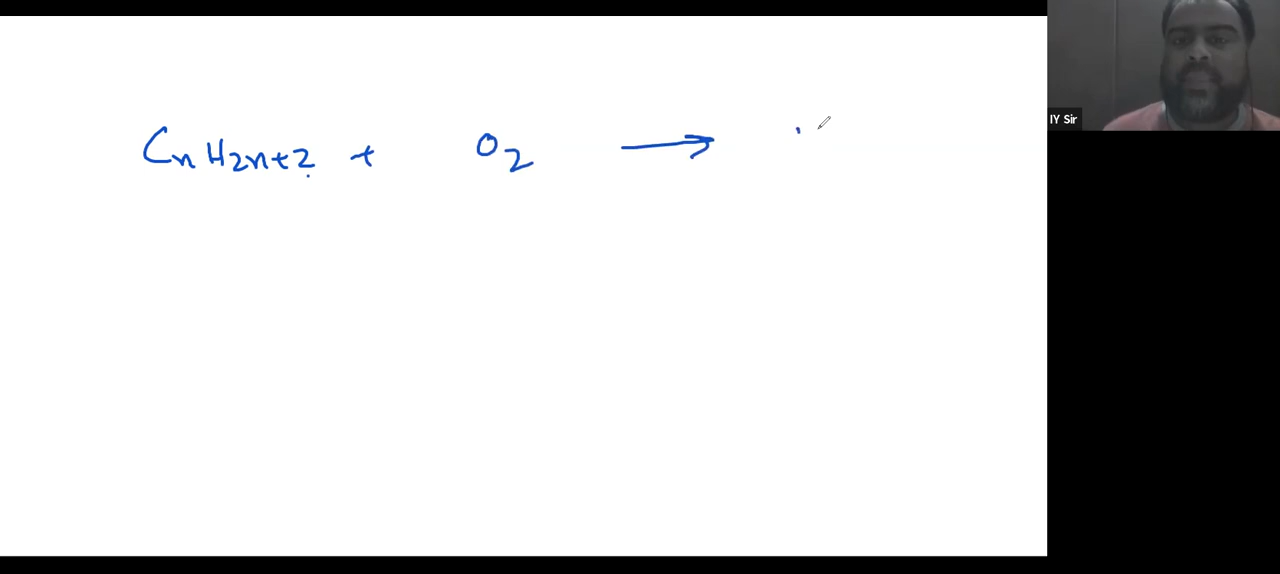 CnH2n+2 + O2 ⟶
IY Sir